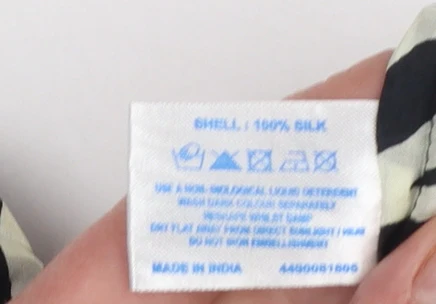 SHELL : 100% SILK
USE A NON-BIOLOGICAL LIQUID DETERGENT
WASH DARK COLOUR SEPARATELY
RESHAPE WHILST DAMP
DRY FLAT AWAY FROM DIRECT SUNLIGHT / HEAT
DO NOT IRON EMBELLISHMENT
MADE IN INDIA